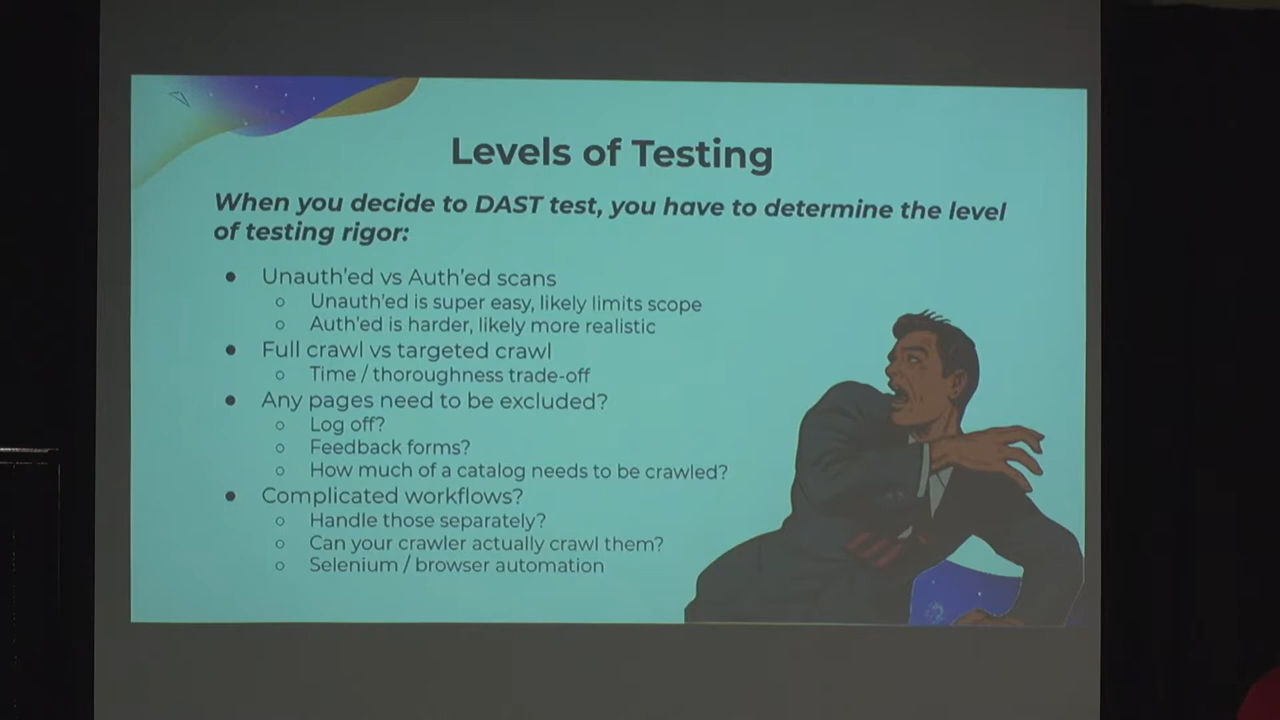 Levels of Testing
When you decide to DAST test, you have to determine the level
of testing rigor:
● Unauth'ed vs Auth'ed scans
○ Unauth'ed is super easy, likely limits scope
○ Auth'ed is harder, likely more realistic
● Full crawl vs targeted crawl
○ Time / thoroughness trade-off
● Any pages need to be excluded?
○ Log off?
○ Feedback forms?
○ How much of a catalog needs to be crawled?
● Complicated workflows?
○ Handle those separately?
○ Can your crawler actually crawl them?
○ Selenium / browser automation